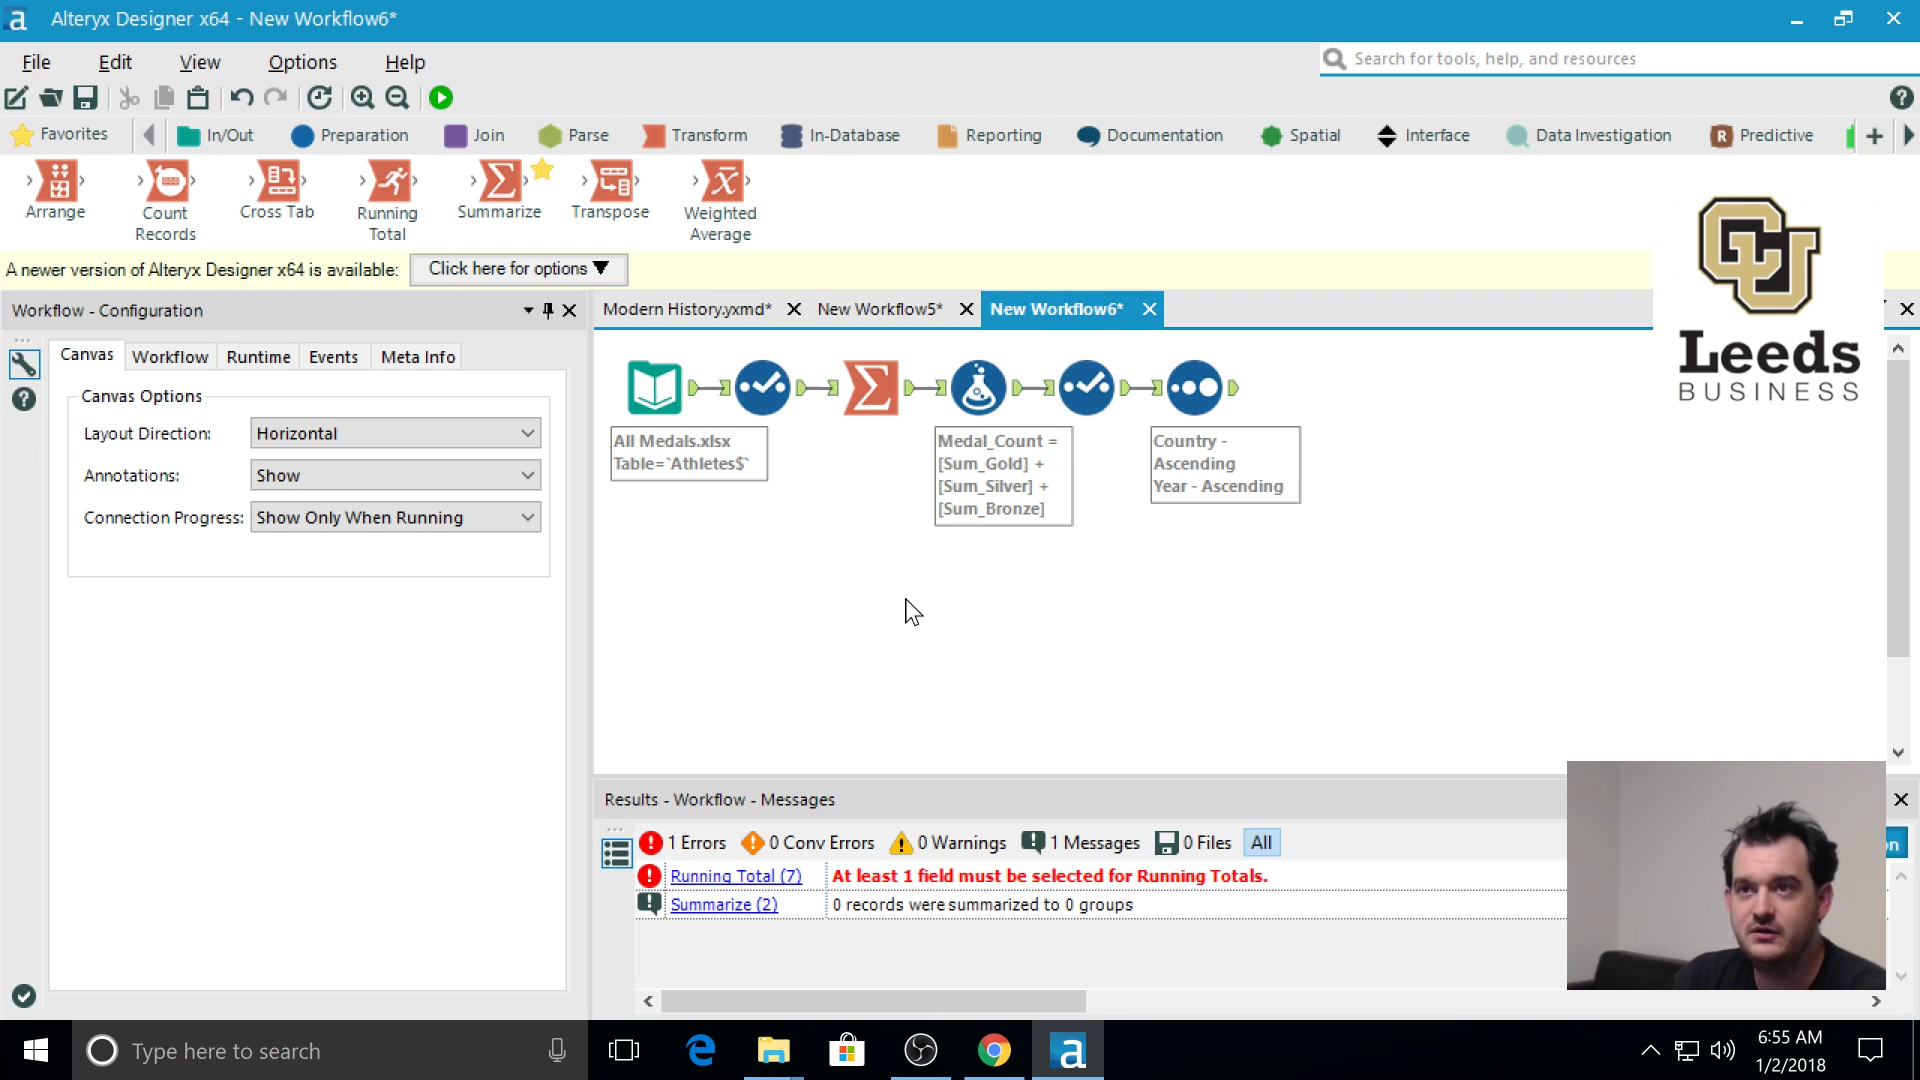 Alteryx Designer x64 - New Workflow6*
File Edit View Options Help
Search for tools, help, and resources
Favorites In/Out Preparation Join Parse Transform In-Database Reporting Documentation Spatial Interface Data Investigation Predictive
Arrange
Count
Records
Cross Tab
Running
Total
Summarize
Transpose
Weighted
Average
A newer version of Alteryx Designer x64 is available: Click here for options
CU
Leeds
BUSINESS
Workflow - Configuration
Modern History.yxmd* New Workflow5* New Workflow6*
Canvas Workflow Runtime Events Meta Info
Canvas Options
Layout Direction: Horizontal
Annotations: Show
Connection Progress: Show Only When Running
All Medals.xlsx
Table=`Athletes$`
Medal_Count =
[Sum_Gold] +
[Sum_Silver] +
[Sum_Bronze]
Country -
Ascending
Year - Ascending
Results - Workflow - Messages
1 Errors 0 Conv Errors 0 Warnings 1 Messages 0 Files All
Running Total (7) At least 1 field must be selected for Running Totals.
Summarize (2) 0 records were summarized to 0 groups
Type here to search
6:55 AM
1/2/2018